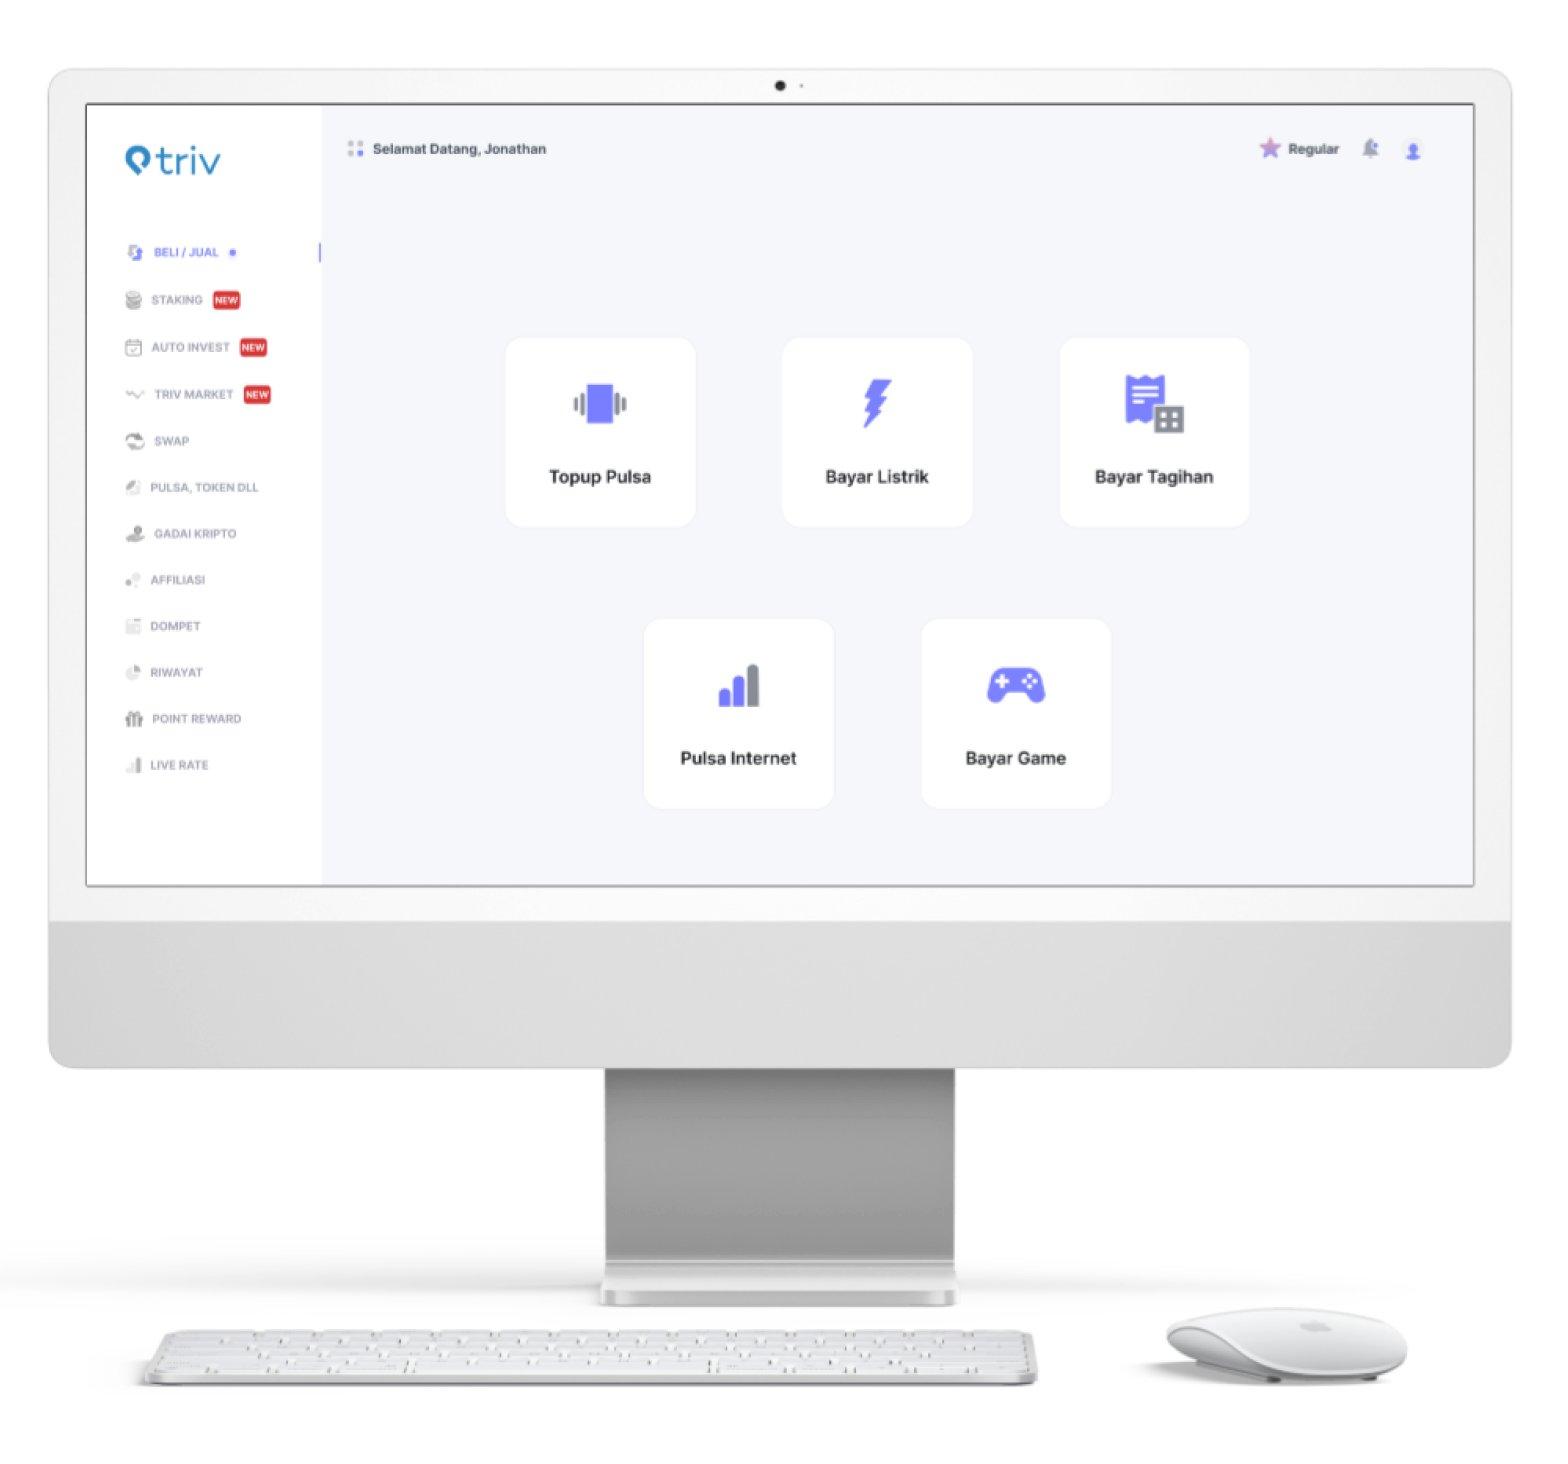 triv
Selamat Datang, Jonathan
Regular
BELI / JUAL
STAKING NEW
AUTO INVEST NEW
TRIV MARKET NEW
SWAP
PULSA, TOKEN DLL
GADAI KRIPTO
AFFILIASI
DOMPET
RIWAYAT
POINT REWARD
LIVE RATE
Topup Pulsa
Bayar Listrik
Bayar Tagihan
Pulsa Internet
Bayar Game